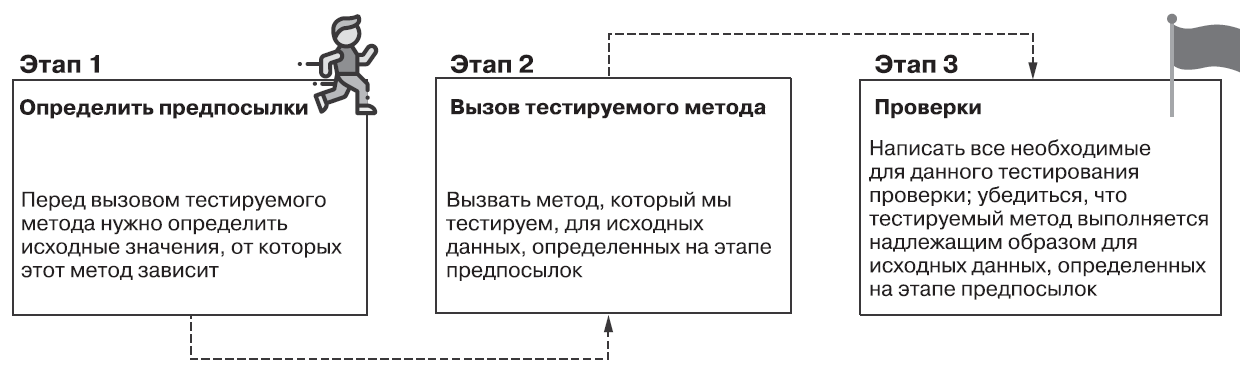 Этап 1
Определить предпосылки
Перед вызовом тестируемого
метода нужно определить
исходные значения, от которых
этот метод зависит
Этап 2
Вызов тестируемого метода
Вызвать метод, который мы
тестируем, для исходных
данных, определенных на этапе
предпосылок
Этап 3
Проверки
Написать все необходимые
для данного тестирования
проверки; убедиться, что
тестируемый метод выполняется
надлежащим образом для
исходных данных, определенных
на этапе предпосылок